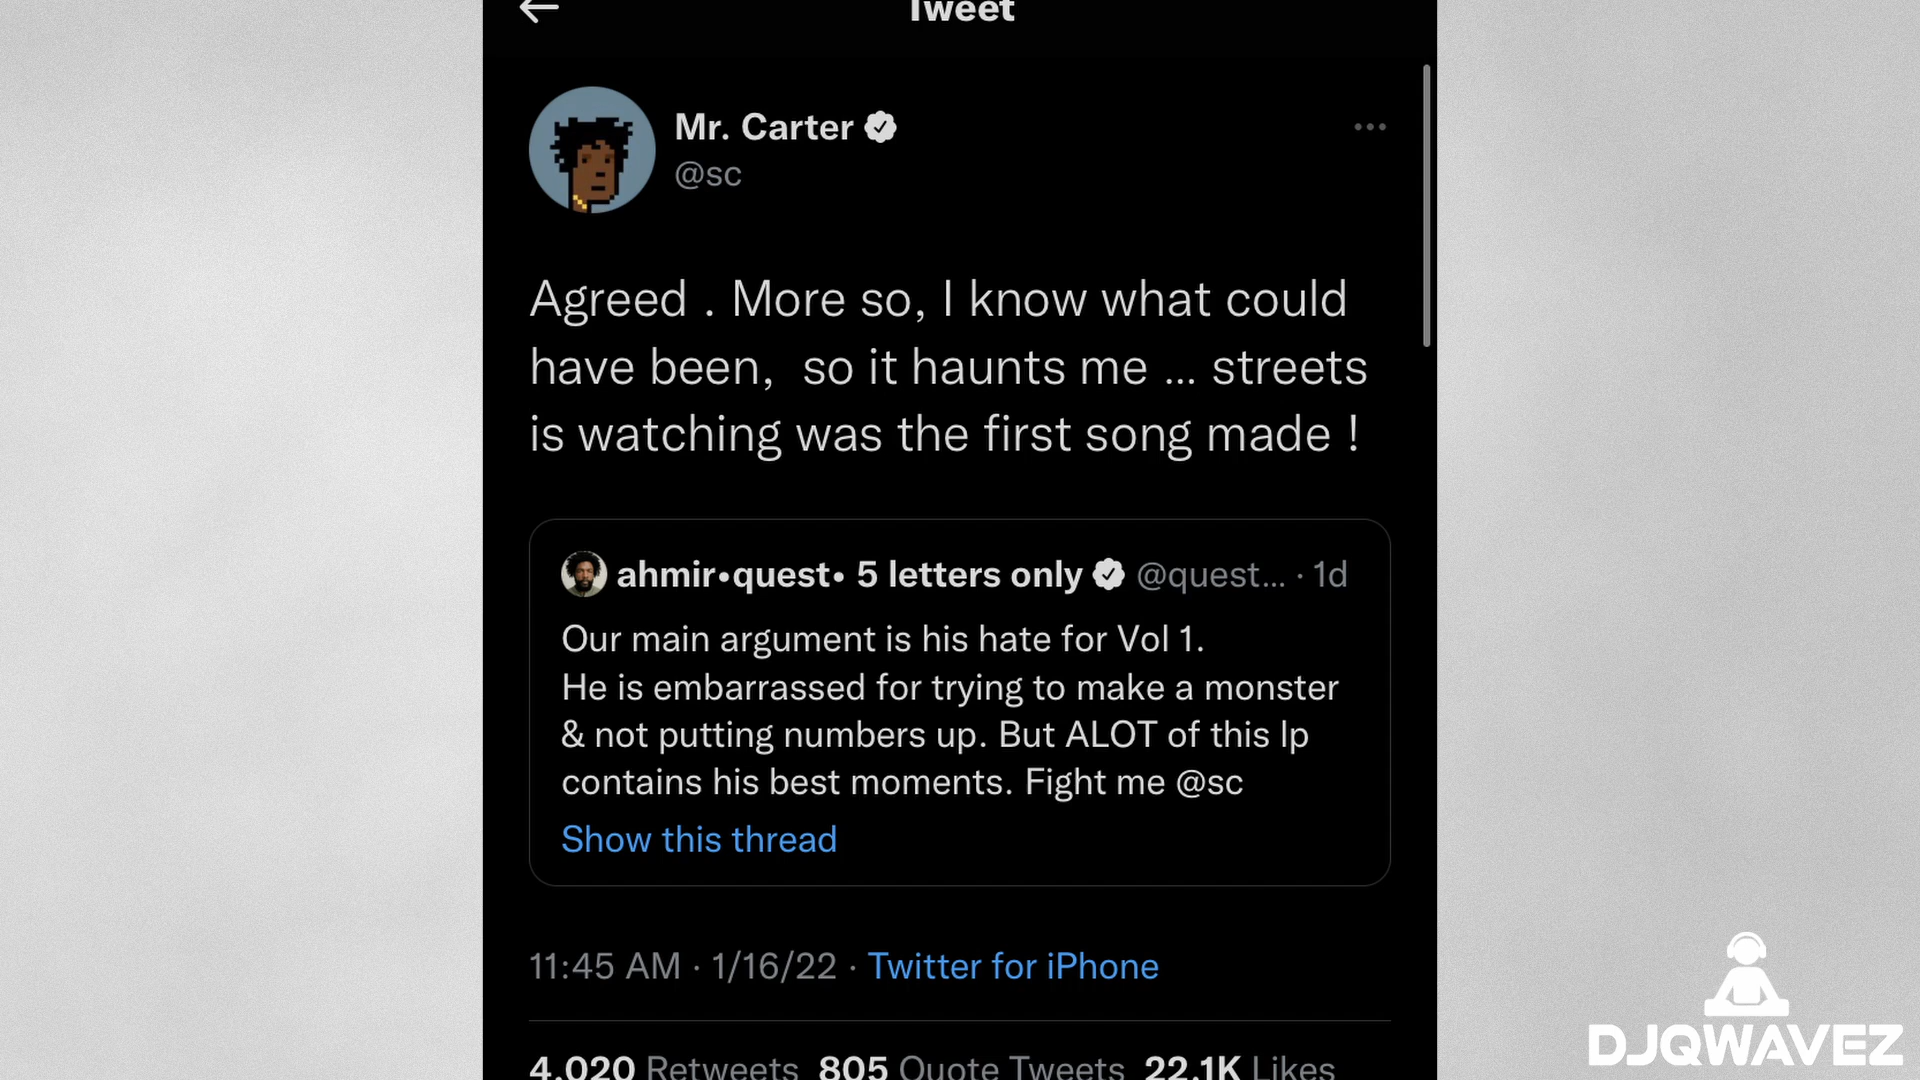 Tweet
Mr. Carter
@sc
Agreed . More so, I know what could
have been,  so it haunts me ... streets
is watching was the first song made !
ahmir•quest• 5 letters only @quest... · 1d
Our main argument is his hate for Vol 1.
He is embarrassed for trying to make a monster
& not putting numbers up. But ALOT of this lp
contains his best moments. Fight me @sc
Show this thread
11:45 AM · 1/16/22 · Twitter for iPhone
4,020 Retweets 805 Quote Tweets 22.1K Likes
DJQWAVEZ